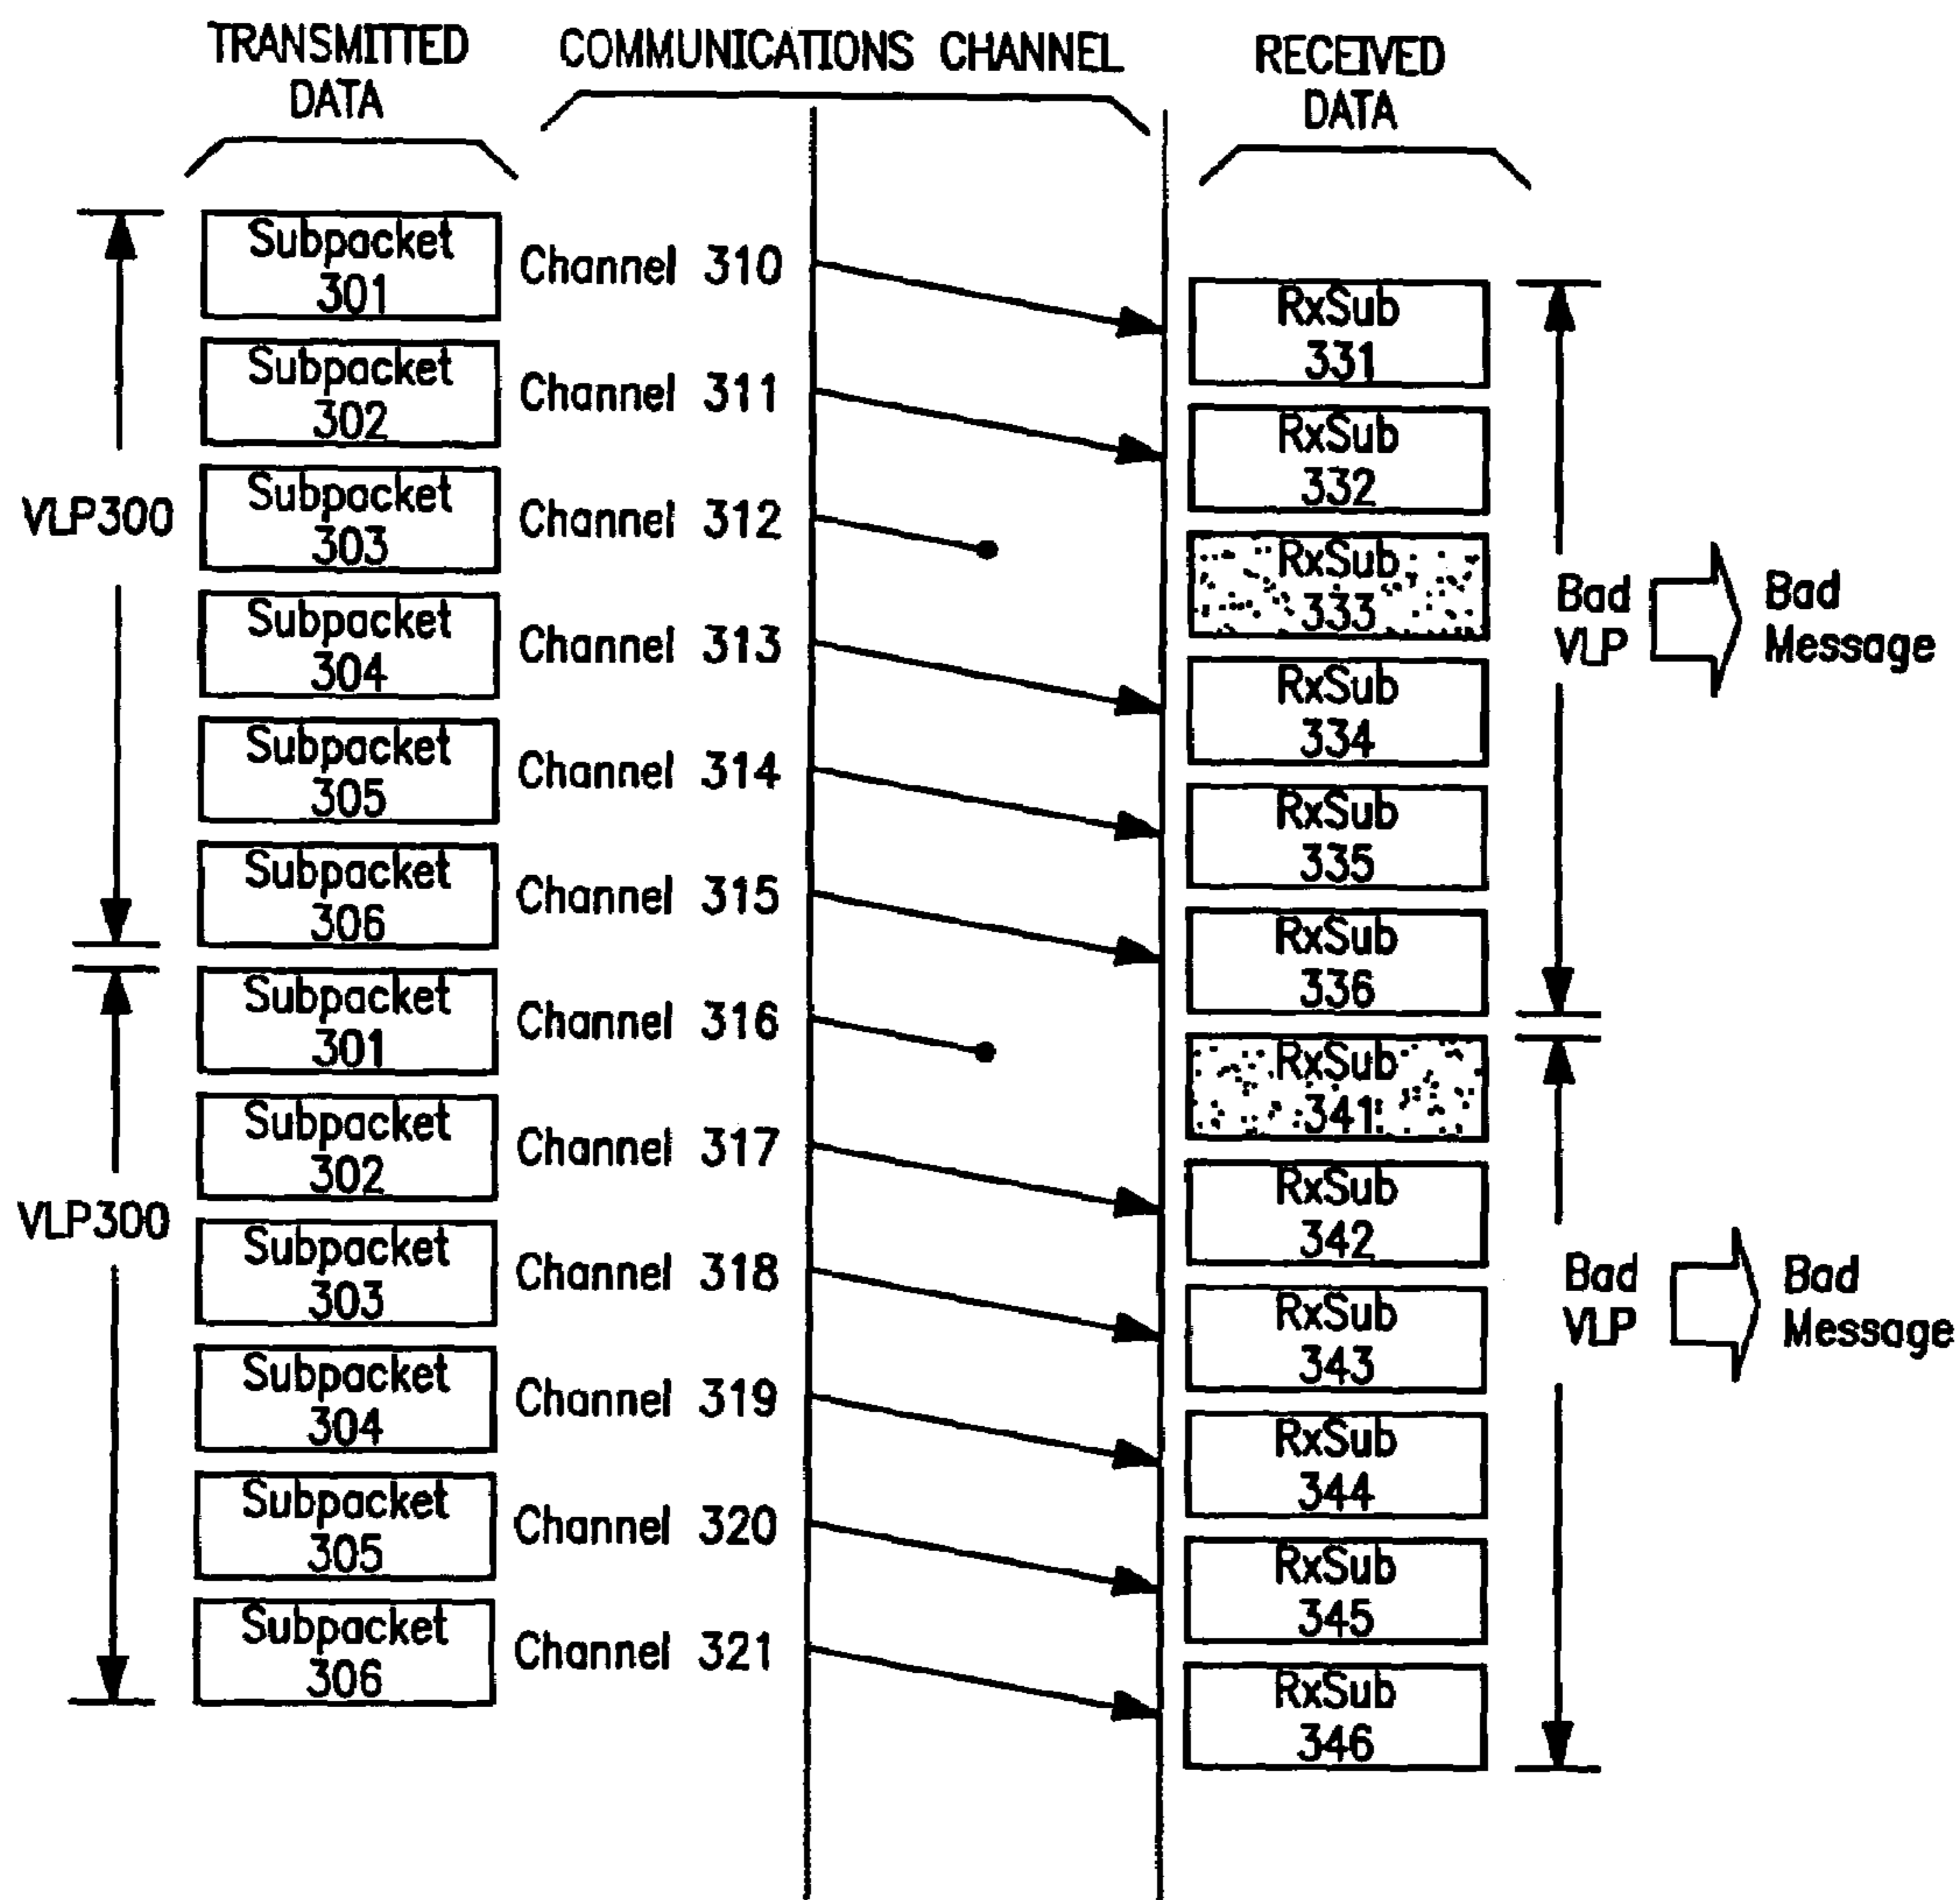 TRANSMITTED
DATA
COMMUNICATIONS CHANNEL
RECEIVED
DATA
VLP300
Subpacket
301
Channel 310
Subpacket
302
Channel 311
Subpacket
303
Channel 312
Subpacket
304
Channel 313
Subpacket
305
Channel 314
Subpacket
306
Channel 315
VLP300
Subpacket
301
Channel 316
Subpacket
302
Channel 317
Subpacket
303
Channel 318
Subpacket
304
Channel 319
Subpacket
305
Channel 320
Subpacket
306
Channel 321
RxSub
331
RxSub
332
RxSub
333
RxSub
334
RxSub
335
RxSub
336
Bad
VLP
Bad
Message
RxSub
341
RxSub
342
RxSub
343
RxSub
344
RxSub
345
RxSub
346
Bad
VLP
Bad
Message